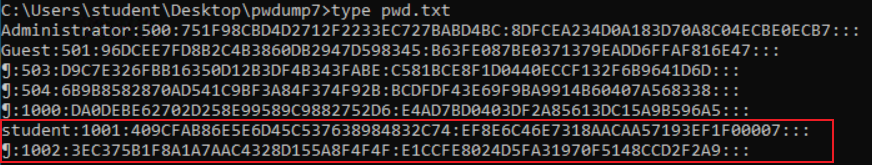 C:\Users\student\Desktop\pwdump7>type pwd.txt
Administrator:500:751F98CBD4D2712F2233EC727BABD4BC:8DFCEA234D0A183D70A8C04ECBE0ECB7:::
Guest:501:96DCEE7FD8B2C4B3860DB2947D598345:B63FE087BE0371379EADD6FFAF816E47:::
¶:503:D9C7E326FBB16350D12B3DF4B343FABE:C581BCE8F1D0440ECCF132F6B9641D6D:::
¶:504:6B9B8582870AD541C9BF3A84F374F92B:BCDFDF43E69F9BA9914B60407A568338:::
¶:1000:DA0DEBE62702D258E99589C9882752D6:E4AD7BD0403DF2A85613DC15A9B596A5:::
student:1001:409CFAB86E5E6D45C537638984832C74:EF8E6C46E7318AACAA57193EF1F00007:::
¶:1002:3EC375B1F8A1A7AAC4328D155A8F4F4F:E1CCFE8024D5FA31970F5148CCD2F2A9:::